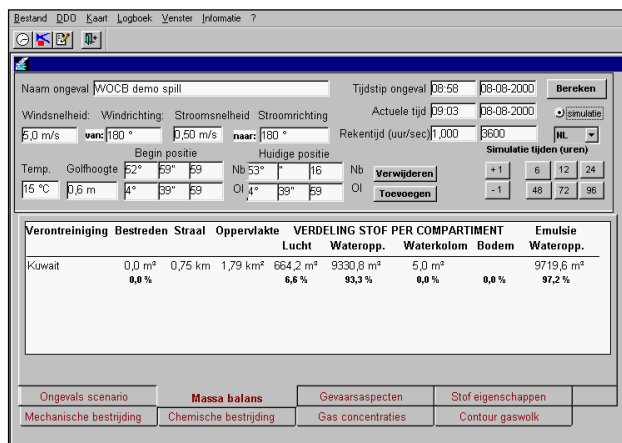 Bestand DDO Kaart Logboek Venster Informatie ?
Naam ongeval WOCB demo spill Tijdstip ongeval 08:58 08-08-2000 Bereken
Actuele tijd 09:03 08-08-2000 simulatie
Windsnelheid: Windrichting: Stroomsnelheid Stroomrichting
5,0 m/s van: 180 ° 0,50 m/s naar: 180 ° Rekentijd (uur/sec) 1,000 3600 NL
Begin positie Huidige positie Simulatie tijden (uren)
Temp. Golfhoogte 52° 59'' 59 Nb 53° '' 16 Nb Verwijderen + 1 6 12 24
15 °C 0,6 m 4° 39'' 59 Ol 4° 39'' 59 Ol Toevoegen - 1 48 72 96
Verontreiniging Bestreden Straal Oppervlakte VERDELING STOF PER COMPARTIMENT Emulsie
Lucht Wateropp. Waterkolom Bodem Wateropp.
Kuwait 0,0 m³ 0,75 km 1,79 km² 664,2 m³ 9330,8 m³ 5,0 m³ 9719,6 m³
0,0 % 6,6 % 93,3 % 0,0 % 0,0 % 97,2 %
Ongevals scenario Massa balans Gevaarsaspecten Stof eigenschappen
Mechanische bestrijding Chemische bestrijding Gas concentraties Contour gaswolk